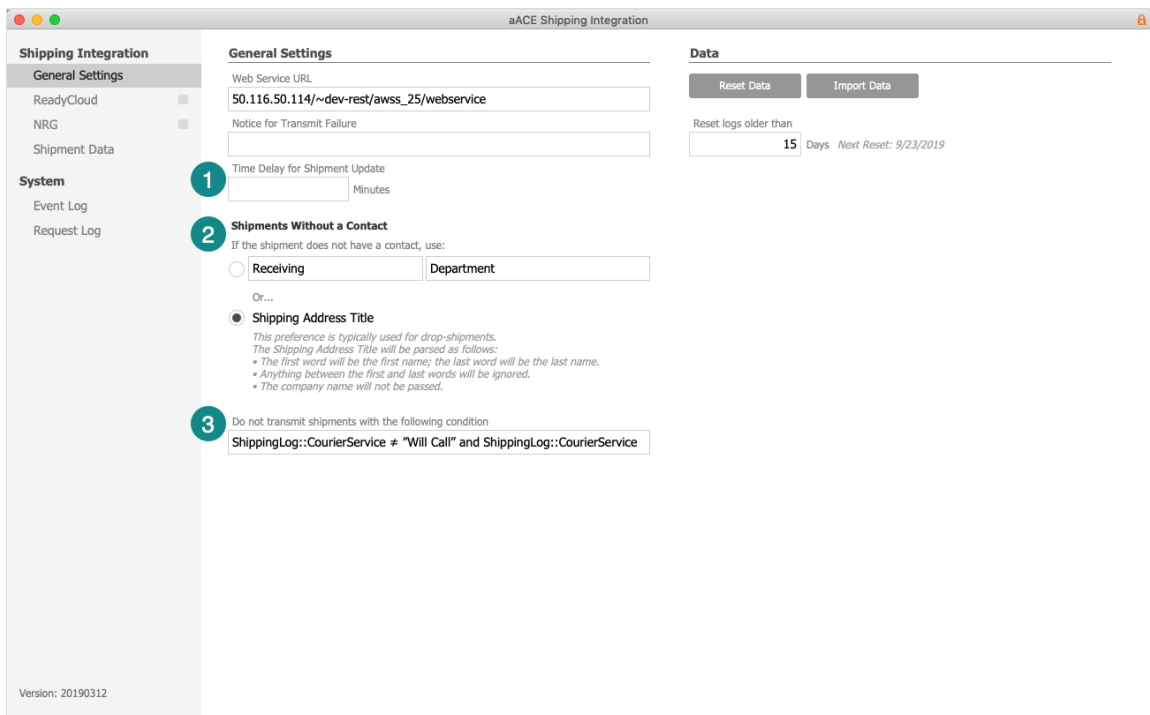 aACE Shipping Integration
Shipping Integration
General Settings
ReadyCloud
NRG
Shipment Data
System
Event Log
Request Log
Version: 20190312
General Settings
Web Service URL
50.116.50.114/~dev-rest/awss_25/webservice
Notice for Transmit Failure
1
Time Delay for Shipment Update
Minutes
2
Shipments Without a Contact
If the shipment does not have a contact, use:
Receiving Department
Or...
Shipping Address Title
This preference is typically used for drop-shipments.
The Shipping Address Title will be parsed as follows:
• The first word will be the first name; the last word will be the last name.
• Anything between the first and last words will be ignored.
• The company name will not be passed.
3
Do not transmit shipments with the following condition
ShippingLog::CourierService ≠ ”Will Call” and ShippingLog::CourierService
Data
Reset Data Import Data
Reset logs older than
15 Days Next Reset: 9/23/2019